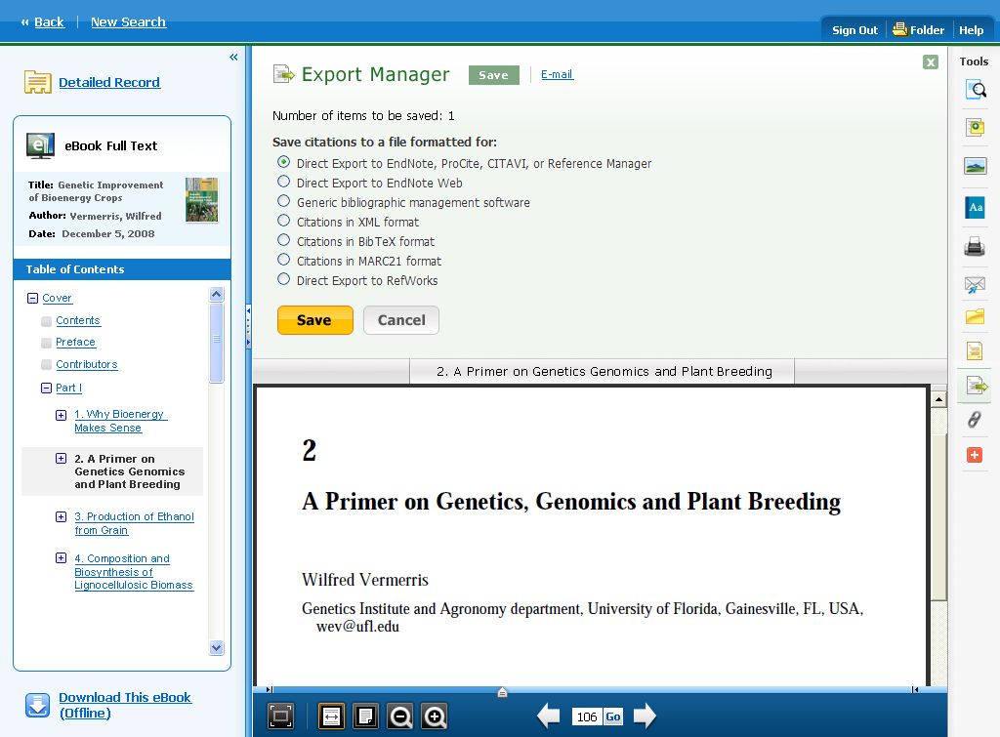 « Back | New Search
Sign Out
Folder
Help
«
Detailed Record
eBook Full Text
Title: Genetic Improvement
of Bioenergy Crops
Author: Vermerris, Wilfred
Date: December 5, 2008
Table of Contents
Cover
Contents
Preface
Contributors
Part I
1. Why Bioenergy
Makes Sense
2. A Primer on
Genetics Genomics
and Plant Breeding
3. Production of Ethanol
from Grain
4. Composition and
Biosynthesis of
Lignocellulosic Biomass
Download This eBook
(Offline)
Export Manager
Save
E-mail
Number of items to be saved: 1
Save citations to a file formatted for:
Direct Export to EndNote, ProCite, CITAVI, or Reference Manager
Direct Export to EndNote Web
Generic bibliographic management software
Citations in XML format
Citations in BibTeX format
Citations in MARC21 format
Direct Export to RefWorks
Save
Cancel
2. A Primer on Genetics Genomics and Plant Breeding
2
A Primer on Genetics, Genomics and Plant Breeding
Wilfred Vermerris
Genetics Institute and Agronomy department, University of Florida, Gainesville, FL, USA,
wev@ufl.edu
106 Go
Tools
Aa